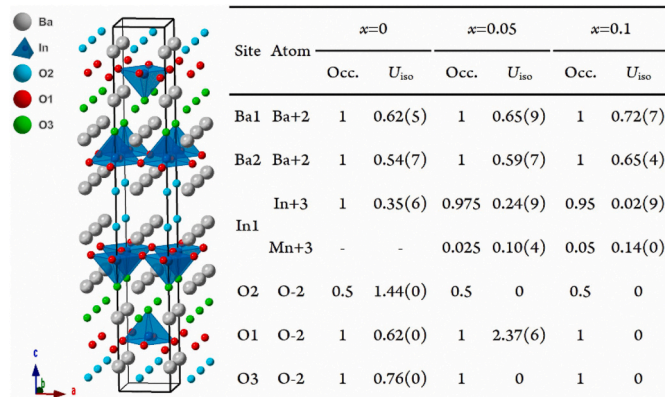 Ba
In
O2
O1
O3
c
b
a
x=0 x=0.05 x=0.1
Site Atom
Occ. Uiso Occ. Uiso Occ. Uiso
Ba1 Ba+2 1 0.62(5) 1 0.65(9) 1 0.72(7)
Ba2 Ba+2 1 0.54(7) 1 0.59(7) 1 0.65(4)
In+3 1 0.35(6) 0.975 0.24(9) 0.95 0.02(9)
In1
Mn+3 - - 0.025 0.10(4) 0.05 0.14(0)
O2 O-2 0.5 1.44(0) 0.5 0 0.5 0
O1 O-2 1 0.62(0) 1 2.37(6) 1 0
O3 O-2 1 0.76(0) 1 0 1 0